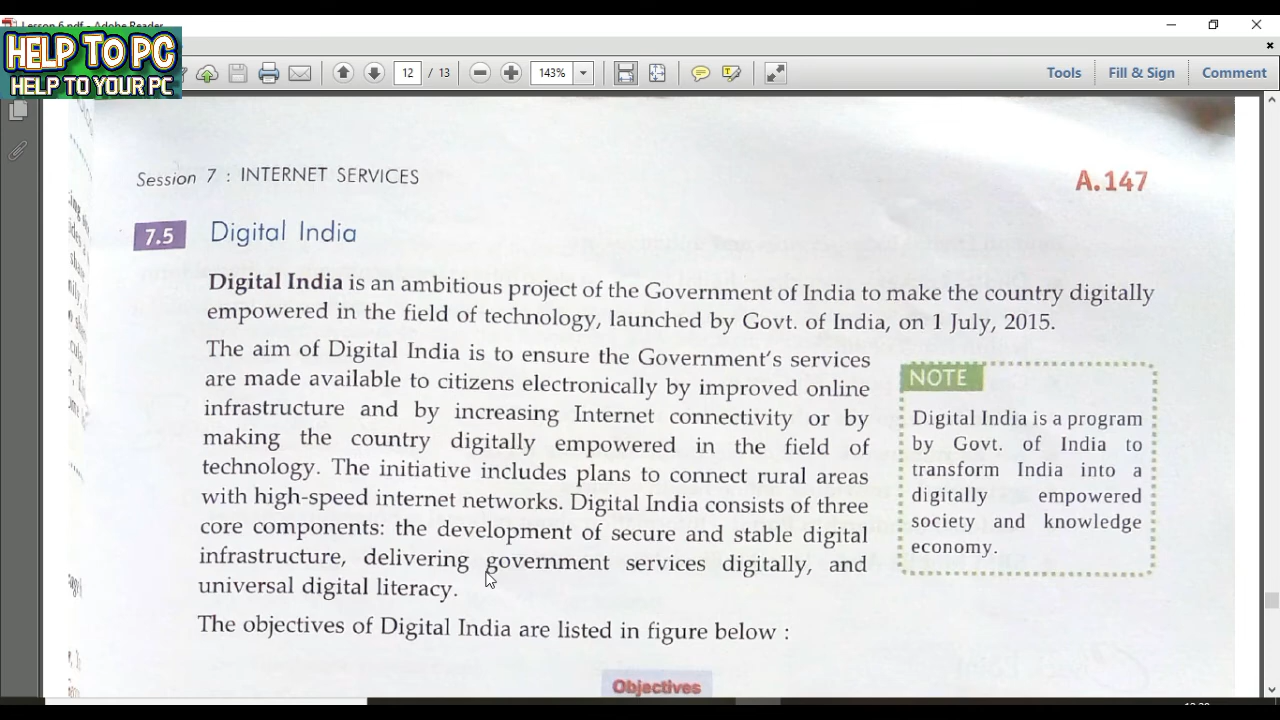 Lesson 6.pdf - Adobe Reader
HELP TO PC
HELP TO YOUR PC
12 / 13
143%
Tools
Fill & Sign
Comment
Session 7 : INTERNET SERVICES
A.147
7.5 Digital India
Digital India is an ambitious project of the Government of India to make the country digitally
empowered in the field of technology, launched by Govt. of India, on 1 July, 2015.
The aim of Digital India is to ensure the Government's services
are made available to citizens electronically by improved online
infrastructure and by increasing Internet connectivity or by
making the country digitally empowered in the field of
technology. The initiative includes plans to connect rural areas
with high-speed internet networks. Digital India consists of three
core components: the development of secure and stable digital
infrastructure, delivering government services digitally, and
universal digital literacy.
NOTE
Digital India is a program
by Govt. of India to
transform India into a
digitally empowered
society and knowledge
economy.
The objectives of Digital India are listed in figure below :
Objectives